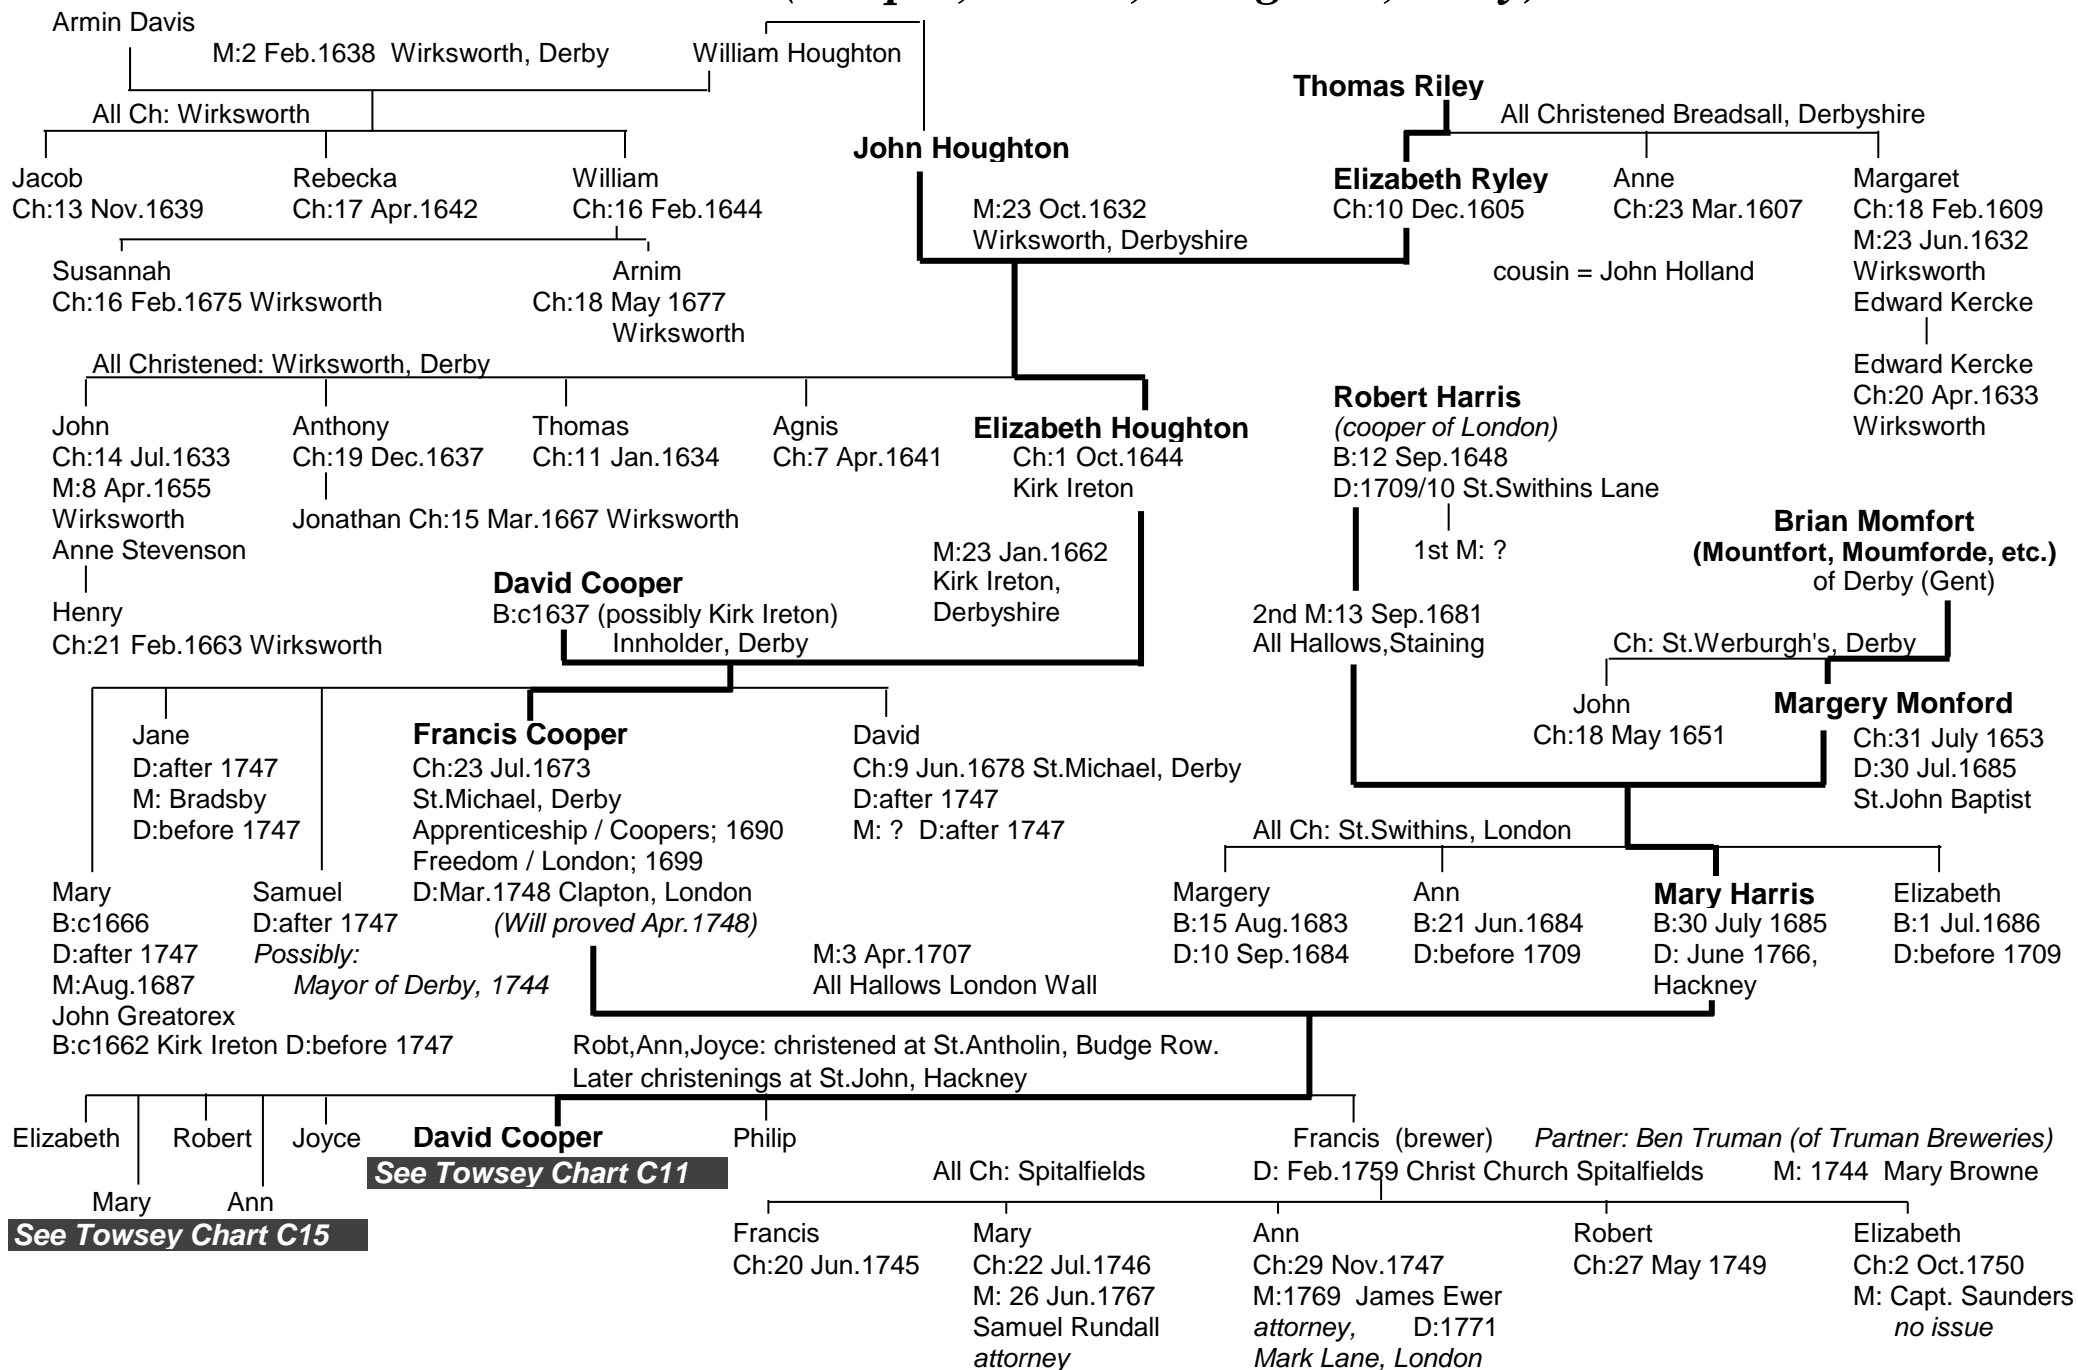 Armin Davis
M:2 Feb.1638 Wirksworth, Derby
William Houghton
All Ch: Wirksworth
Jacob
Ch:13 Nov.1639
Rebecka
Ch:17 Apr.1642
William
Ch:16 Feb.1644
Susannah
Ch:16 Feb.1675 Wirksworth
Arnim
Ch:18 May 1677
Wirksworth
John Houghton
M:23 Oct.1632
Wirksworth, Derbyshire
Thomas Riley
All Christened Breadsall, Derbyshire
Elizabeth Ryley
Ch:10 Dec.1605
Anne
Ch:23 Mar.1607
Margaret
Ch:18 Feb.1609
M:23 Jun.1632
Wirksworth
Edward Kercke
cousin = John Holland
Edward Kercke
Ch:20 Apr.1633
Wirksworth
All Christened: Wirksworth, Derby
John
Ch:14 Jul.1633
M:8 Apr.1655
Wirksworth
Anne Stevenson
Henry
Ch:21 Feb.1663 Wirksworth
Anthony
Ch:19 Dec.1637
Jonathan Ch:15 Mar.1667 Wirksworth
Thomas
Ch:11 Jan.1634
Agnis
Ch:7 Apr.1641
Elizabeth Houghton
Ch:1 Oct.1644
Kirk Ireton
M:23 Jan.1662
Kirk Ireton,
Derbyshire
David Cooper
B:c1637 (possibly Kirk Ireton)
Innholder, Derby
Robert Harris
(cooper of London)
B:12 Sep.1648
D:1709/10 St.Swithins Lane
1st M: ?
2nd M:13 Sep.1681
All Hallows,Staining
Brian Momfort
(Mountfort, Moumforde, etc.)
of Derby (Gent)
Ch: St.Werburgh's, Derby
John
Ch:18 May 1651
Margery Monford
Ch:31 July 1653
D:30 Jul.1685
St.John Baptist
Jane
D:after 1747
M: Bradsby
D:before 1747
Francis Cooper
Ch:23 Jul.1673
St.Michael, Derby
Apprenticeship / Coopers; 1690
Freedom / London; 1699
D:Mar.1748 Clapton, London
(Will proved Apr.1748)
David
Ch:9 Jun.1678 St.Michael, Derby
D:after 1747
M: ? D:after 1747
Mary
B:c1666
D:after 1747
M:Aug.1687
John Greatorex
B:c1662 Kirk Ireton D:before 1747
Samuel
D:after 1747
Possibly:
Mayor of Derby, 1744
M:3 Apr.1707
All Hallows London Wall
All Ch: St.Swithins, London
Margery
B:15 Aug.1683
D:10 Sep.1684
Ann
B:21 Jun.1684
D:before 1709
Mary Harris
B:30 July 1685
D: June 1766,
Hackney
Elizabeth
B:1 Jul.1686
D:before 1709
Robt,Ann,Joyce: christened at St.Antholin, Budge Row.
Later christenings at St.John, Hackney
Elizabeth
Robert
Joyce
David Cooper
See Towsey Chart C11
Philip
Francis (brewer) Partner: Ben Truman (of Truman Breweries)
D: Feb.1759 Christ Church Spitalfields M: 1744 Mary Browne
Mary
Ann
See Towsey Chart C15
All Ch: Spitalfields
Francis
Ch:20 Jun.1745
Mary
Ch:22 Jul.1746
M: 26 Jun.1767
Samuel Rundall
attorney
Ann
Ch:29 Nov.1747
M:1769 James Ewer
attorney, D:1771
Mark Lane, London
Robert
Ch:27 May 1749
Elizabeth
Ch:2 Oct.1750
M: Capt. Saunders
no issue